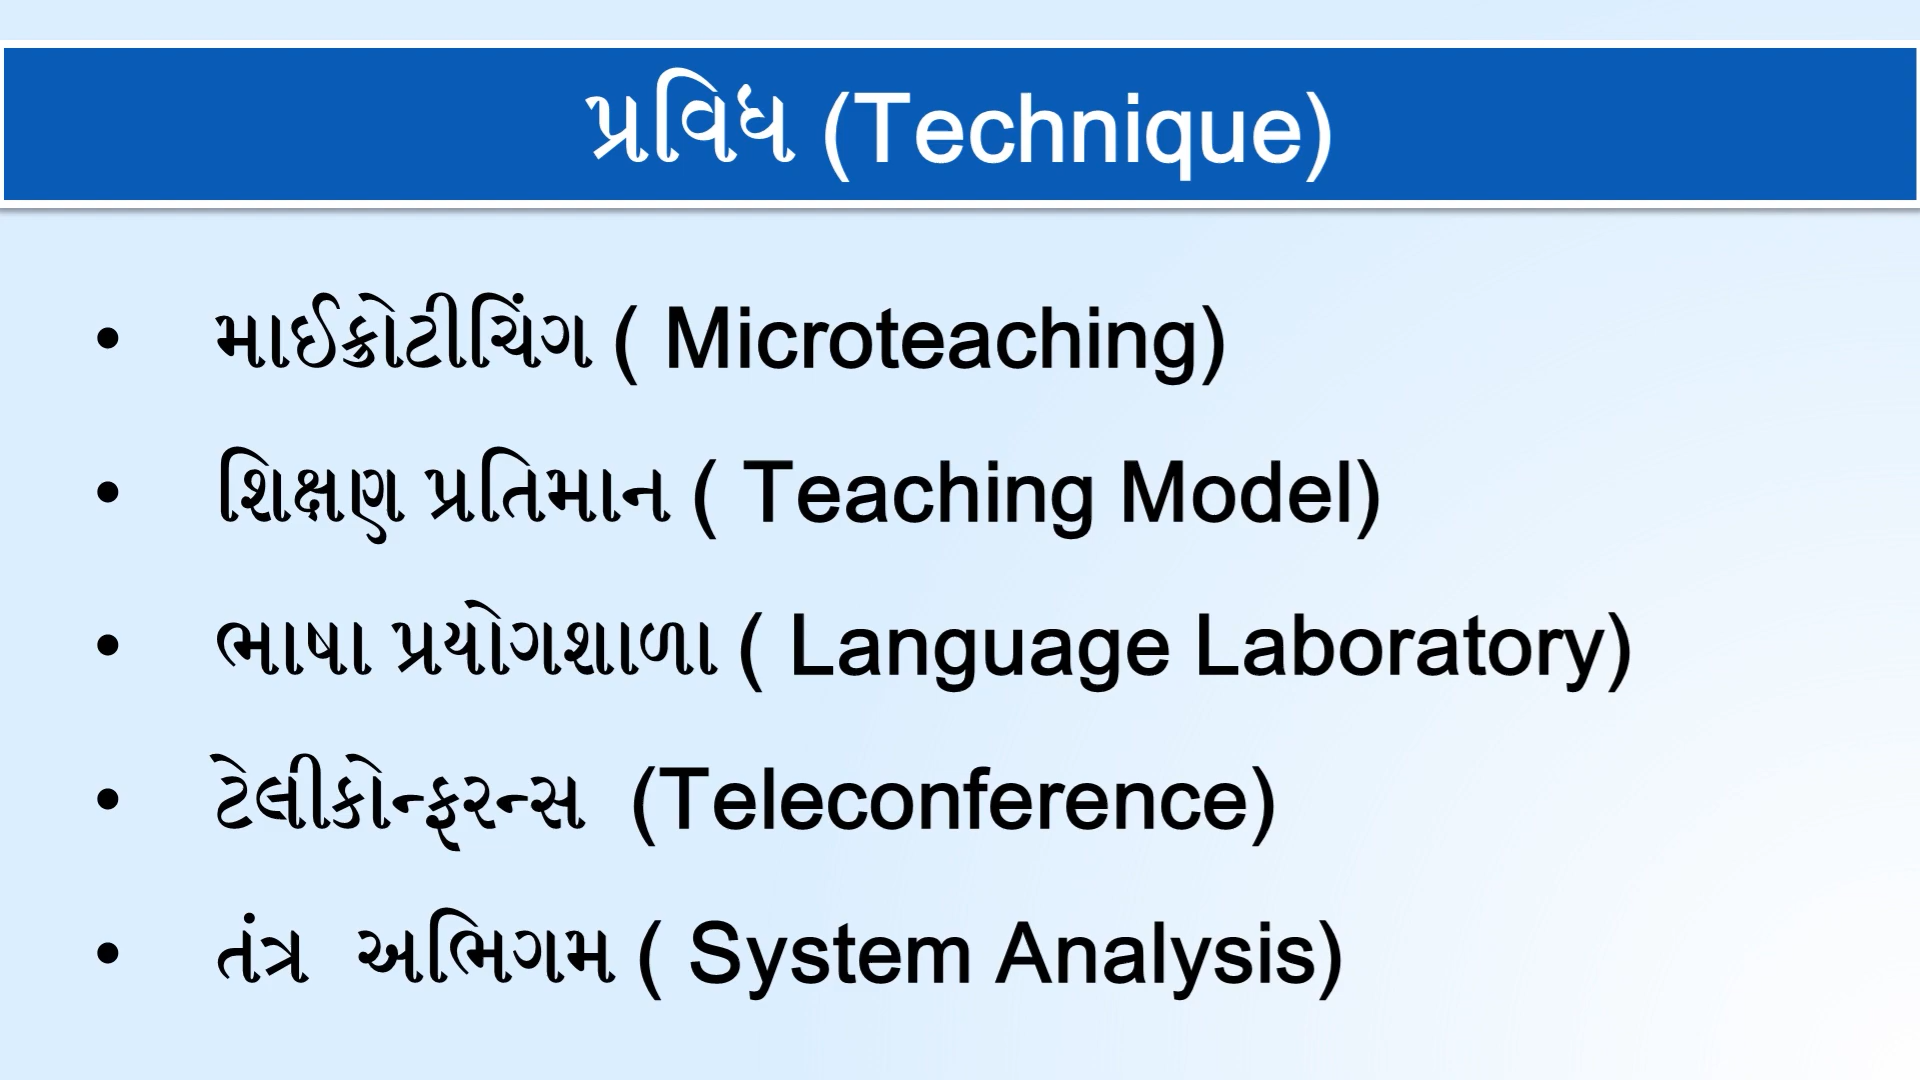 પ્રવિધ (Technique)
• માઈક્રોટીચિંગ ( Microteaching)
• શિક્ષણ પ્રતિમાન ( Teaching Model)
• ભાષા પ્રયોગશાળા ( Language Laboratory)
• ટેલીકોન્ફરન્સ (Teleconference)
• તંત્ર અભિગમ ( System Analysis)